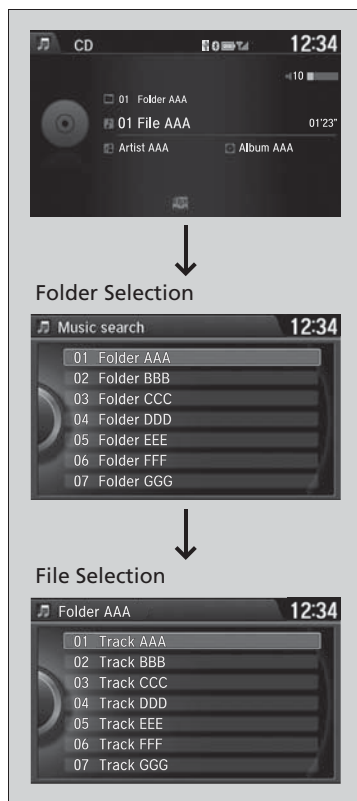 CD 12:34
10
01 Folder AAA
01 File AAA 01'23"
Artist AAA Album AAA
Folder Selection
Music search 12:34
01 Folder AAA
02 Folder BBB
03 Folder CCC
04 Folder DDD
05 Folder EEE
06 Folder FFF
07 Folder GGG
File Selection
Folder AAA 12:34
01 Track AAA
02 Track BBB
03 Track CCC
04 Track DDD
05 Track EEE
06 Track FFF
07 Track GGG